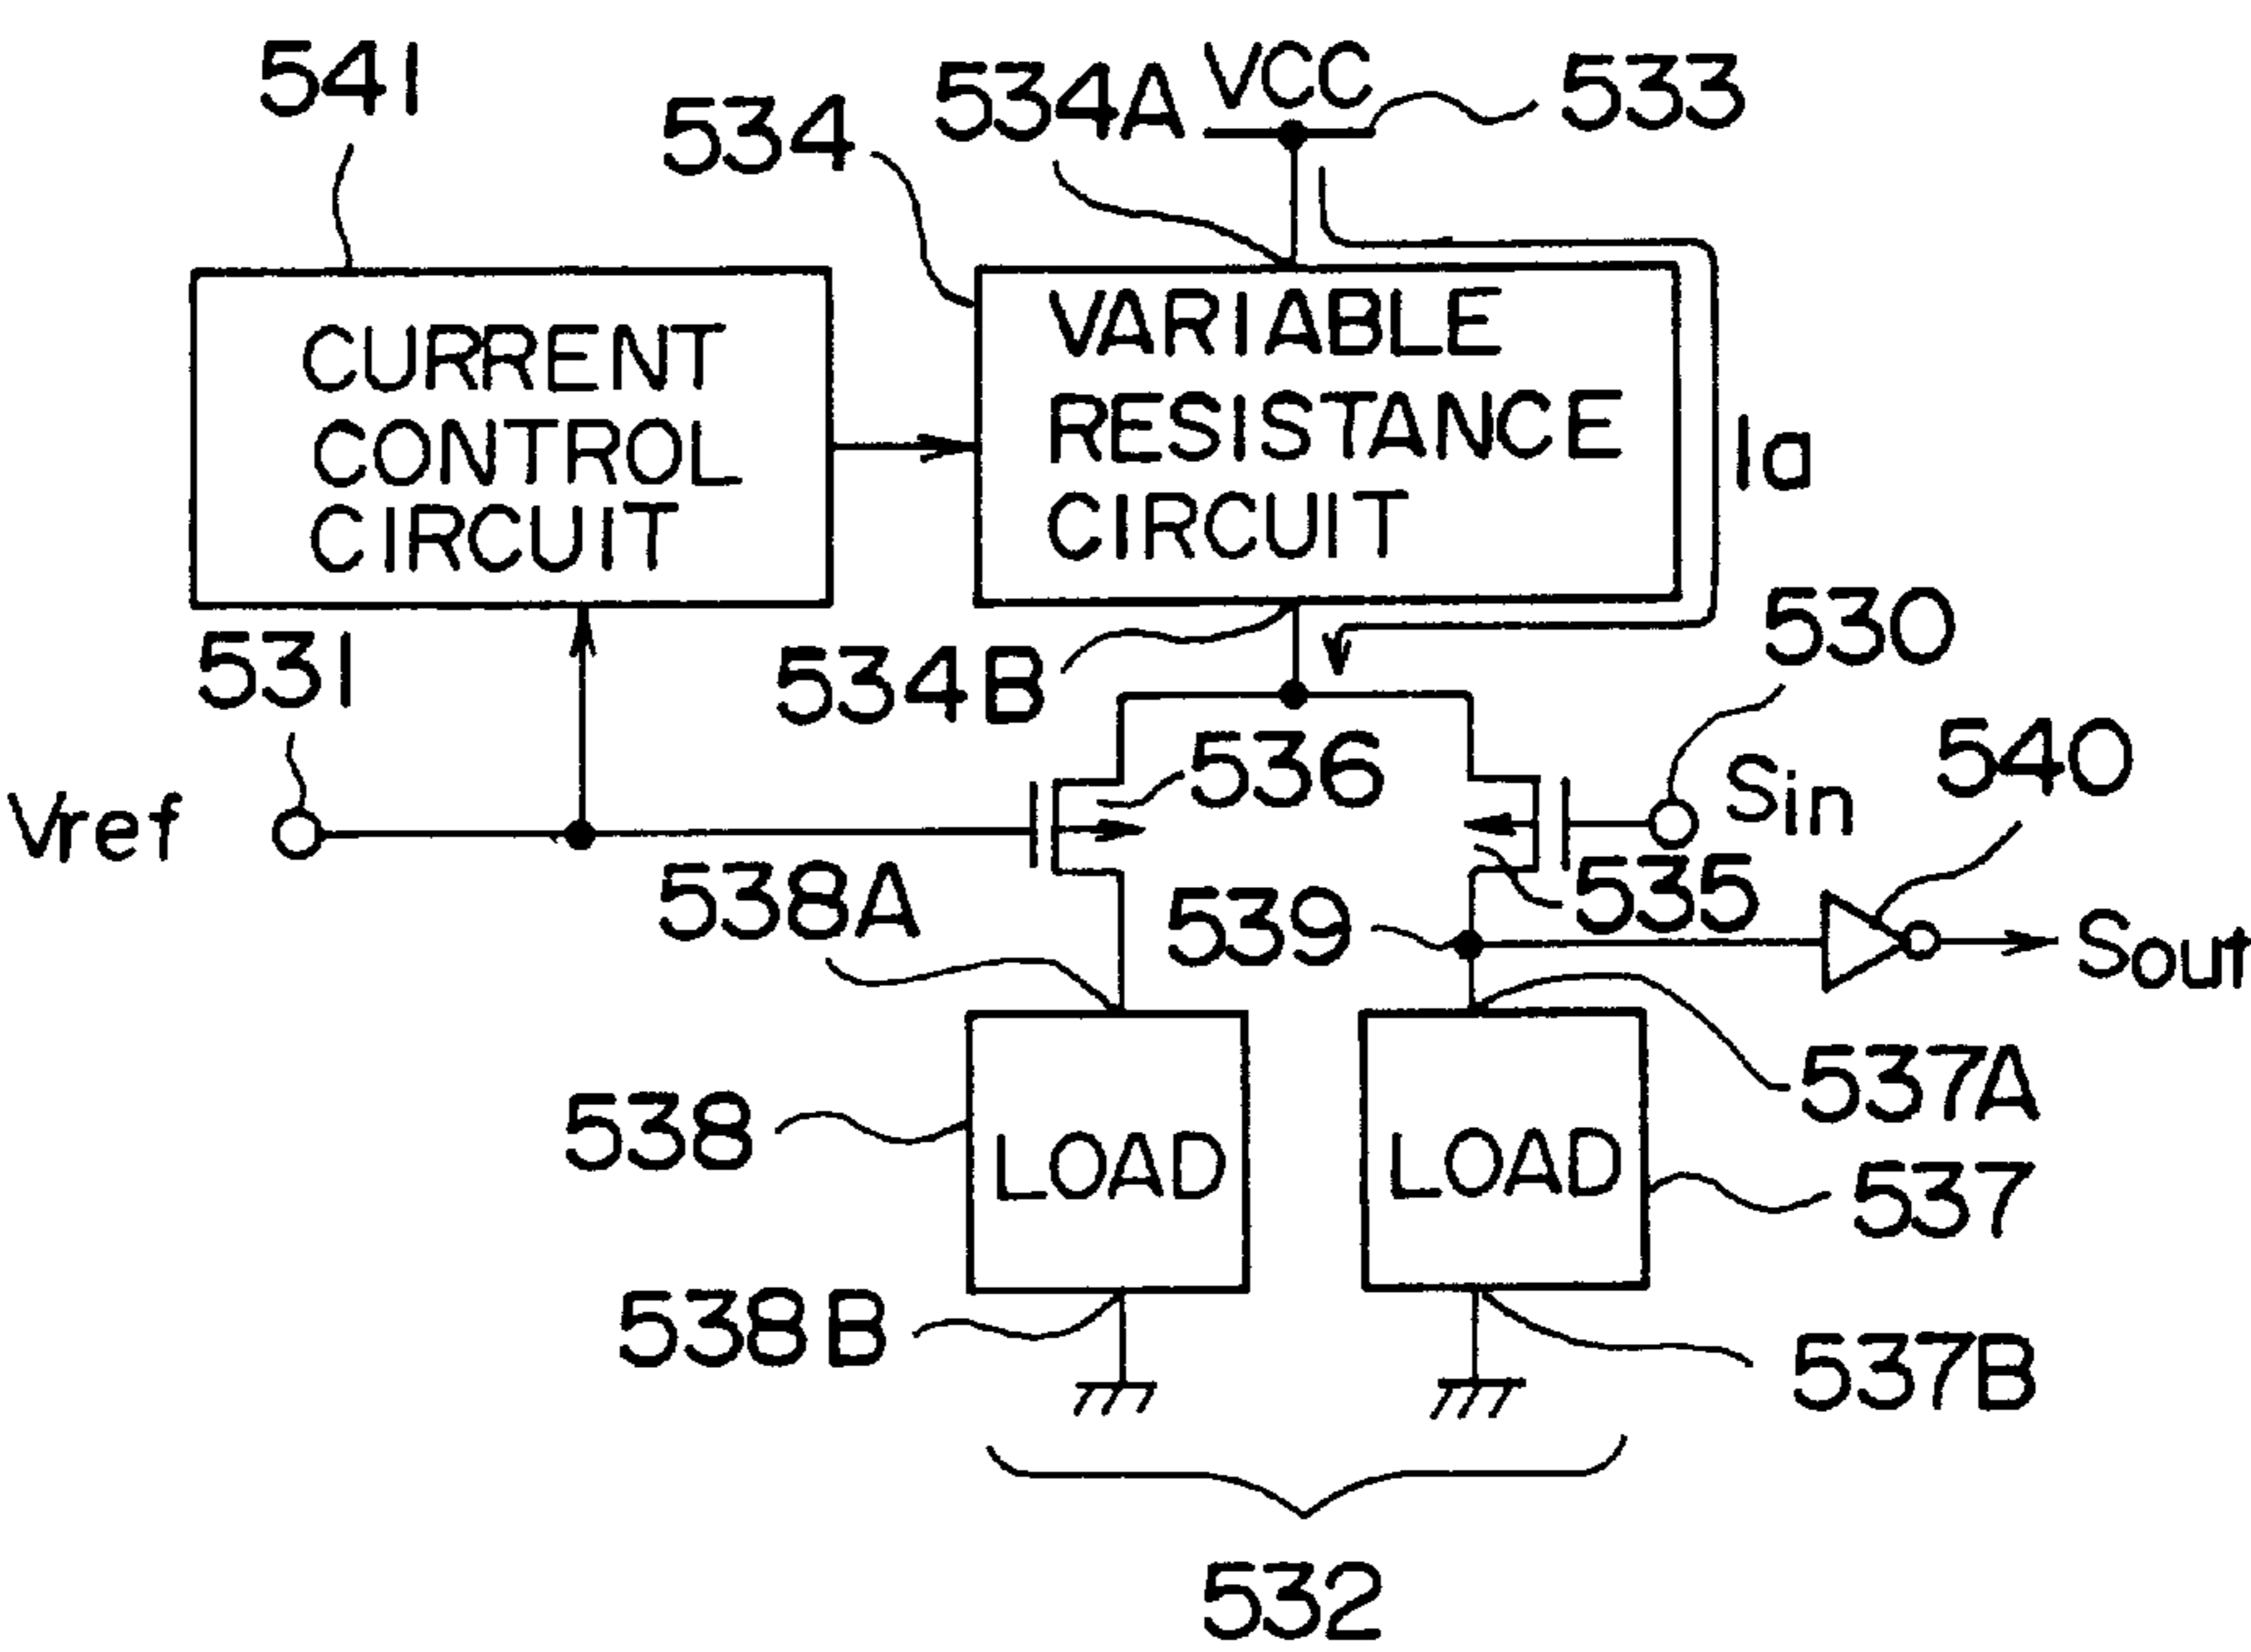 541
534
534A
VCC
533
CURRENT
CONTROL
CIRCUIT
VARIABLE
RESISTANCE
CIRCUIT
Ia
531
534B
530
Vref
536
Sin
540
538A
539
535
Sout
538
LOAD
LOAD
537A
537
538B
537B
532